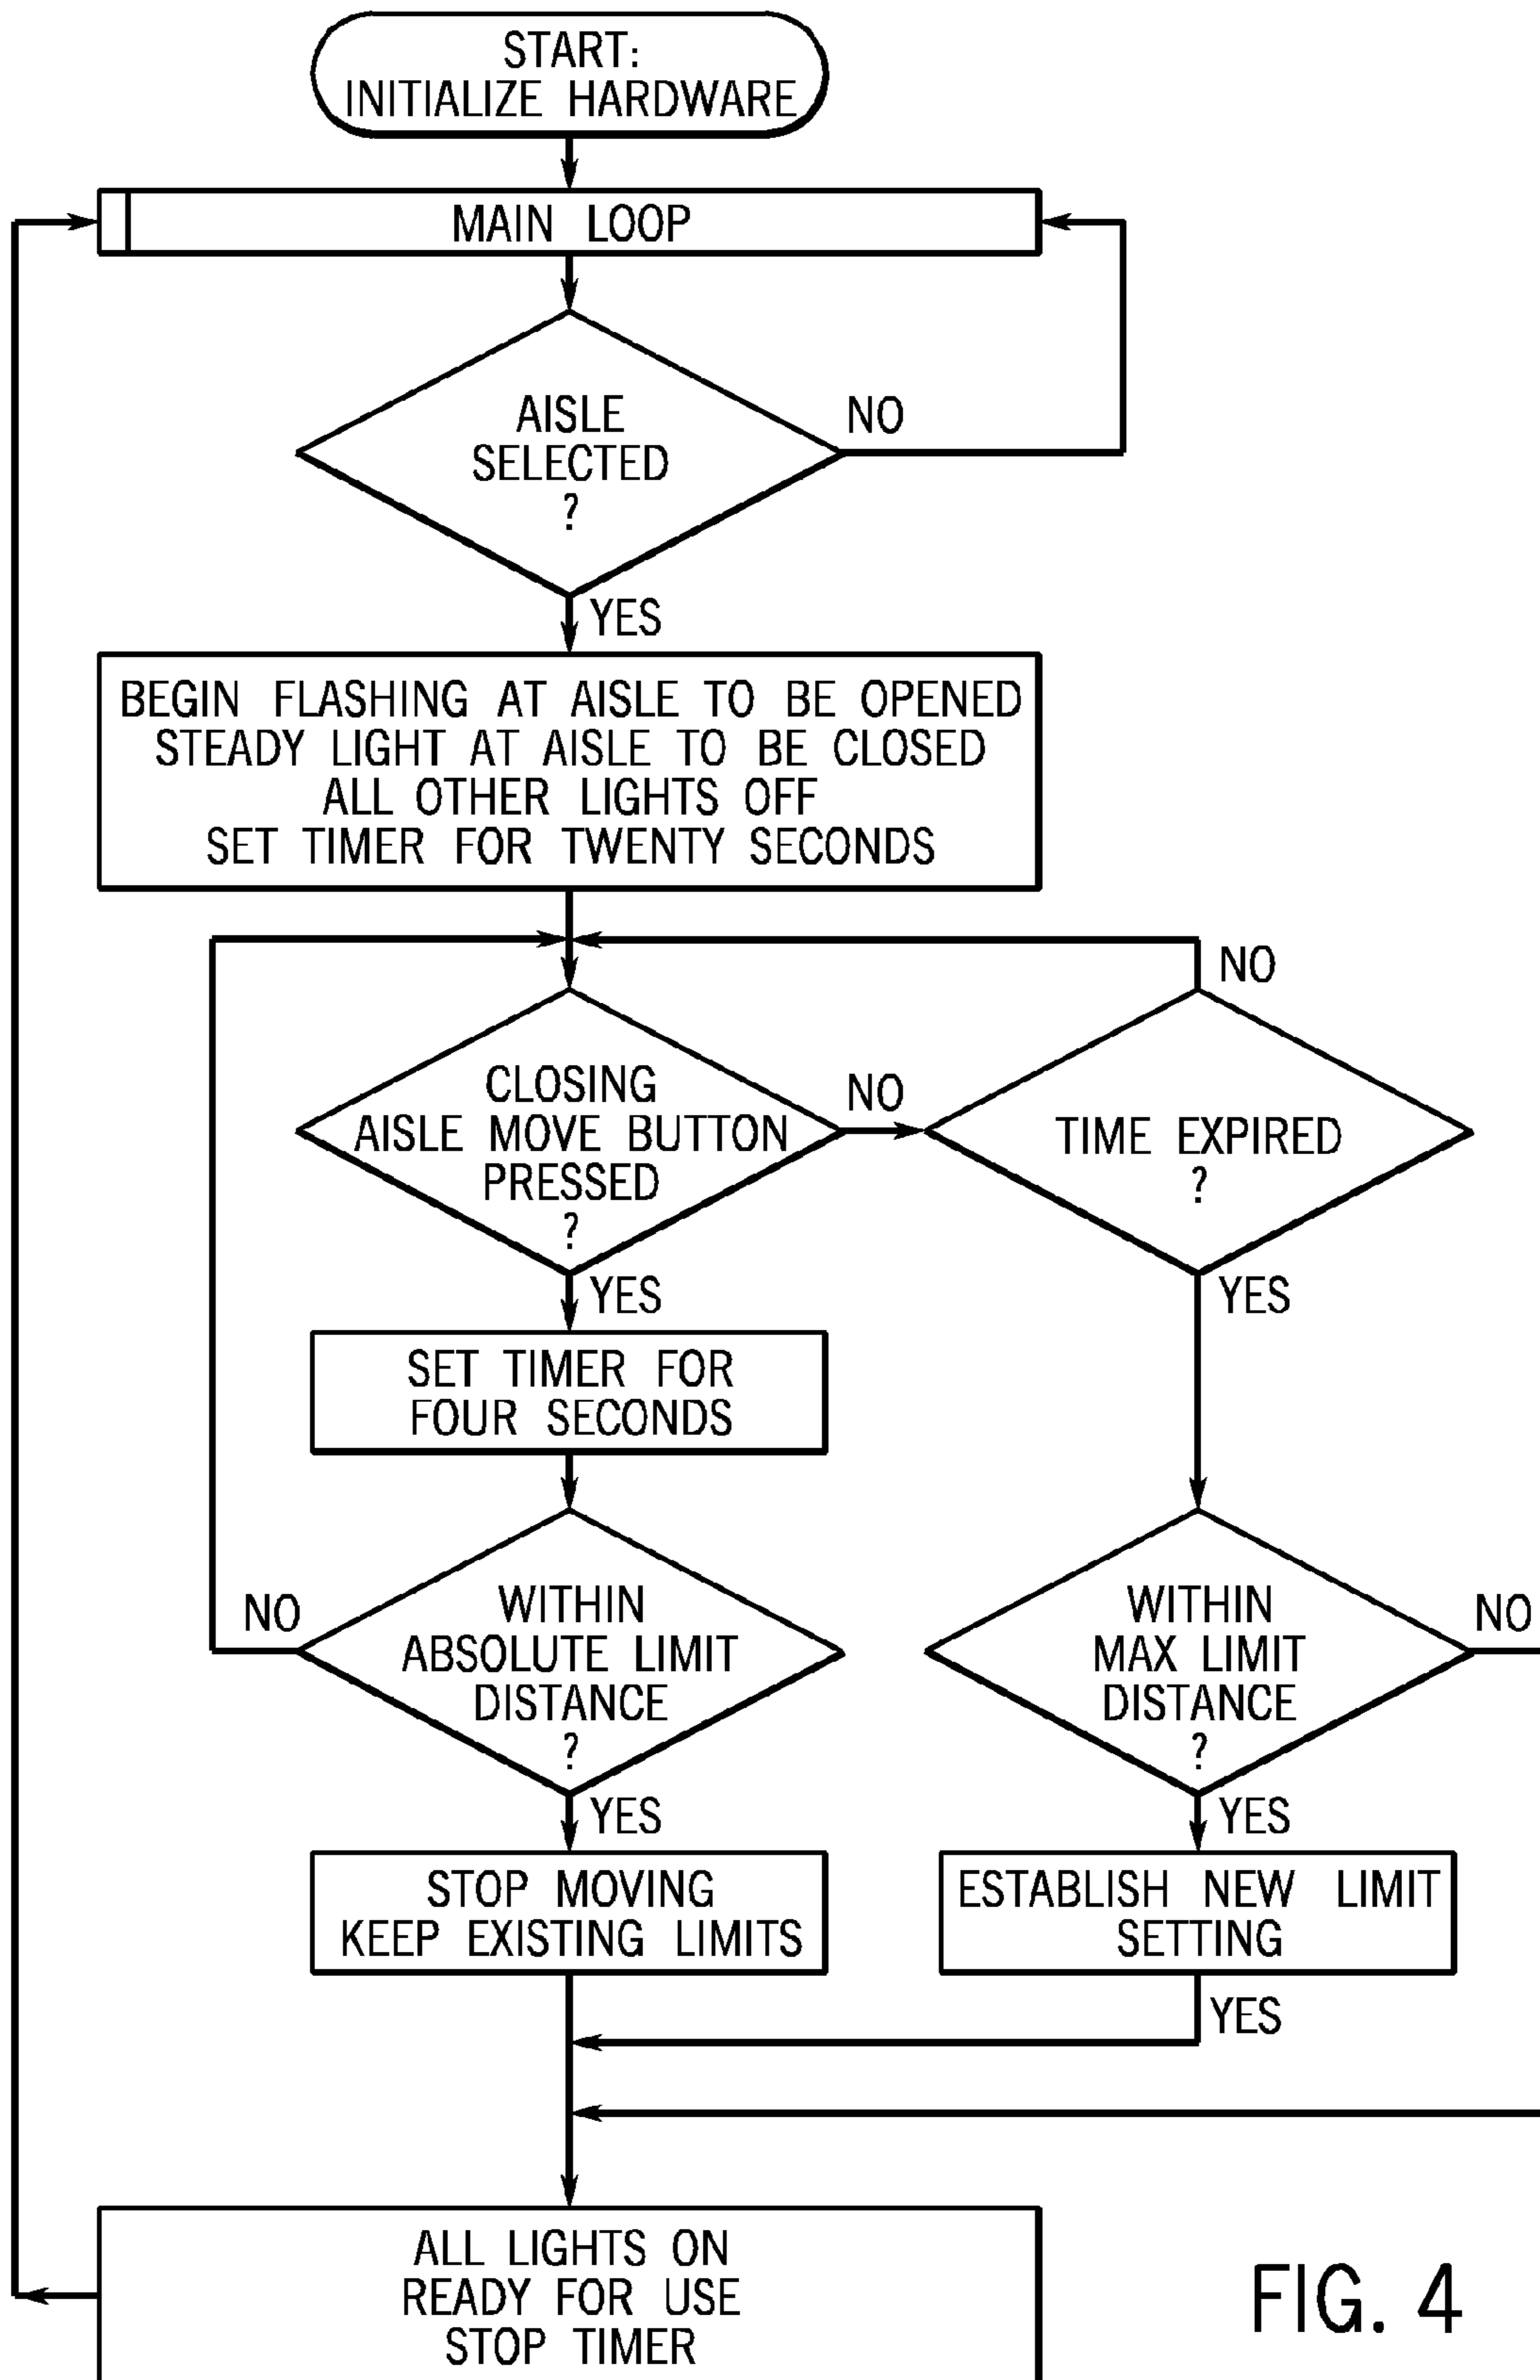 START:
INITIALIZE HARDWARE
MAIN LOOP
AISLE
SELECTED
?
NO
YES
BEGIN FLASHING AT AISLE TO BE OPENED
STEADY LIGHT AT AISLE TO BE CLOSED
ALL OTHER LIGHTS OFF
SET TIMER FOR TWENTY SECONDS
CLOSING
AISLE MOVE BUTTON
PRESSED
?
NO
YES
TIME EXPIRED
?
NO
YES
SET TIMER FOR
FOUR SECONDS
WITHIN
ABSOLUTE LIMIT
DISTANCE
?
NO
YES
WITHIN
MAX LIMIT
DISTANCE
?
NO
YES
STOP MOVING
KEEP EXISTING LIMITS
ESTABLISH NEW LIMIT
SETTING
YES
ALL LIGHTS ON
READY FOR USE
STOP TIMER
FIG. 4